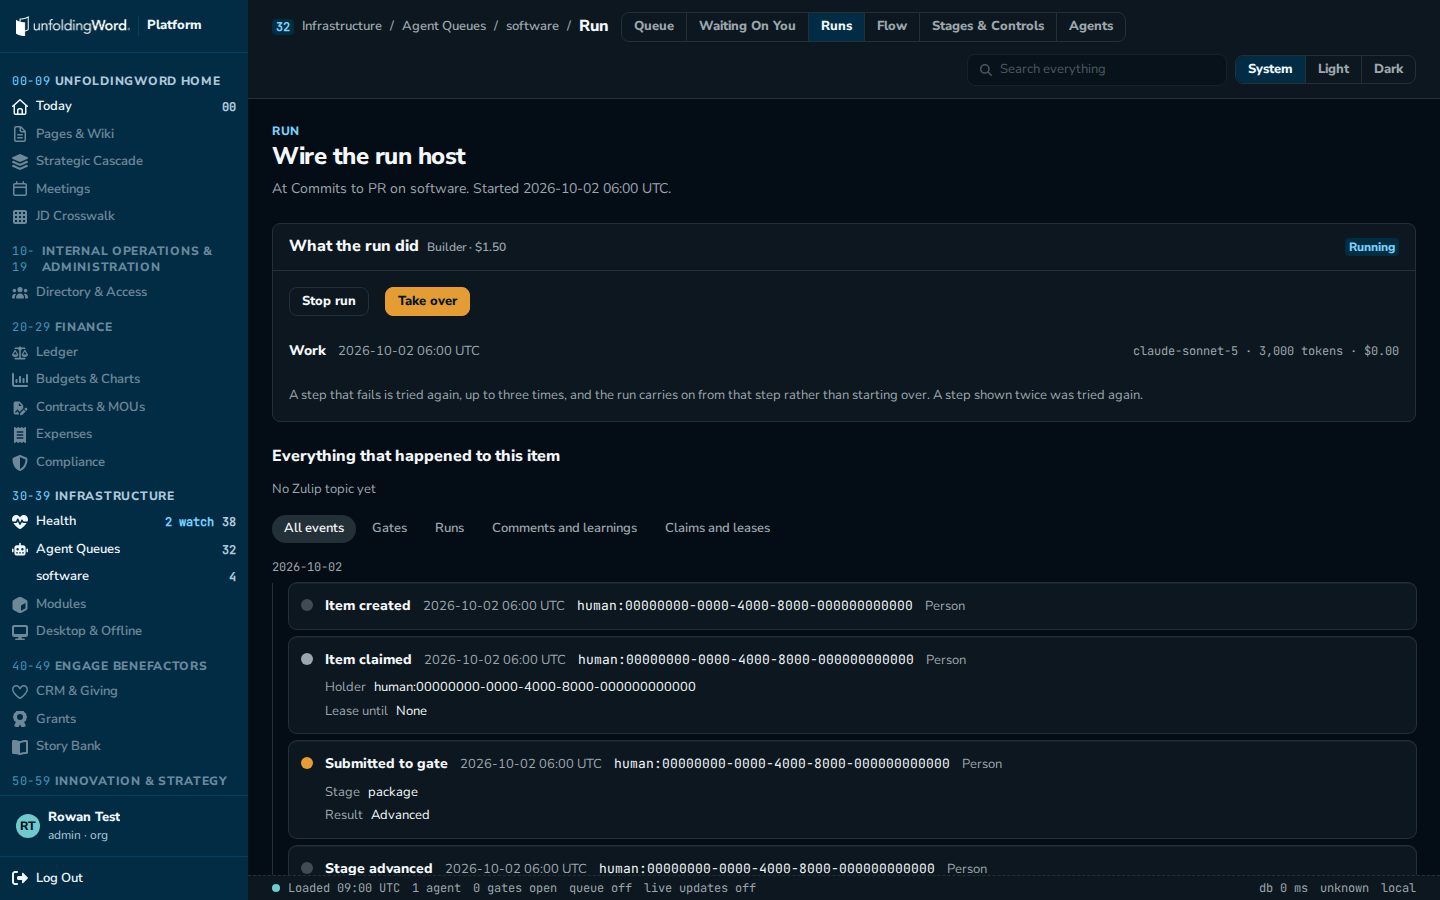 unfoldingWord Platform
00-09 UNFOLDINGWORD HOME
Today 00
Pages & Wiki
Strategic Cascade
Meetings
JD Crosswalk
10-19 INTERNAL OPERATIONS & ADMINISTRATION
Directory & Access
20-29 FINANCE
Ledger
Budgets & Charts
Contracts & MOUs
Expenses
Compliance
30-39 INFRASTRUCTURE
Health 2 watch 38
Agent Queues 32
software 4
Modules
Desktop & Offline
40-49 ENGAGE BENEFACTORS
CRM & Giving
Grants
Story Bank
50-59 INNOVATION & STRATEGY
RT Rowan Test
admin · org
Log Out
32 Infrastructure / Agent Queues / software / Run
Queue Waiting On You Runs Flow Stages & Controls Agents
Search everything
System Light Dark
RUN
Wire the run host
At Commits to PR on software. Started 2026-10-02 06:00 UTC.
What the run did Builder · $1.50 Running
Stop run Take over
Work 2026-10-02 06:00 UTC claude-sonnet-5 · 3,000 tokens · $0.00
A step that fails is tried again, up to three times, and the run carries on from that step rather than starting over. A step shown twice was tried again.
Everything that happened to this item
No Zulip topic yet
All events Gates Runs Comments and learnings Claims and leases
2026-10-02
Item created 2026-10-02 06:00 UTC human:00000000-0000-4000-8000-000000000000 Person
Item claimed 2026-10-02 06:00 UTC human:00000000-0000-4000-8000-000000000000 Person
Holder human:00000000-0000-4000-8000-000000000000
Lease until None
Submitted to gate 2026-10-02 06:00 UTC human:00000000-0000-4000-8000-000000000000 Person
Stage package
Result Advanced
Stage advanced 2026-10-02 06:00 UTC human:00000000-0000-4000-8000-000000000000 Person
Loaded 09:00 UTC 1 agent 0 gates open queue off live updates off db 0 ms unknown local